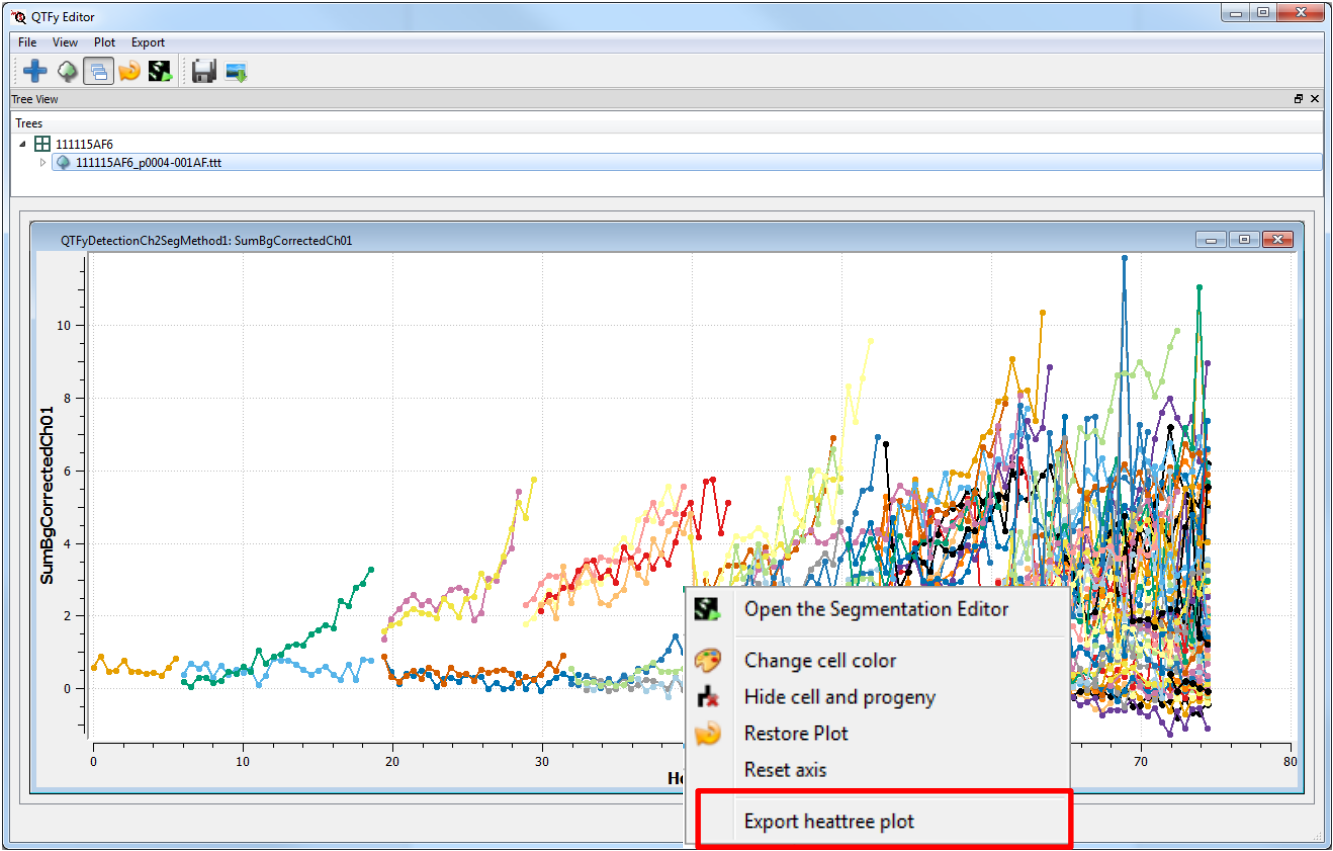 QTFy Editor
File View Plot Export
Tree View
Trees
111115AF6
111115AF6_p0004-001AF.ttt
QTFyDetectionCh2SegMethod1: SumBgCorrectedCh01
10
8
6
4
2
0
SumBgCorrectedCh01
0 10 20 30 70 80
Open the Segmentation Editor
Change cell color
Hide cell and progeny
Restore Plot
Reset axis
Export heattree plot